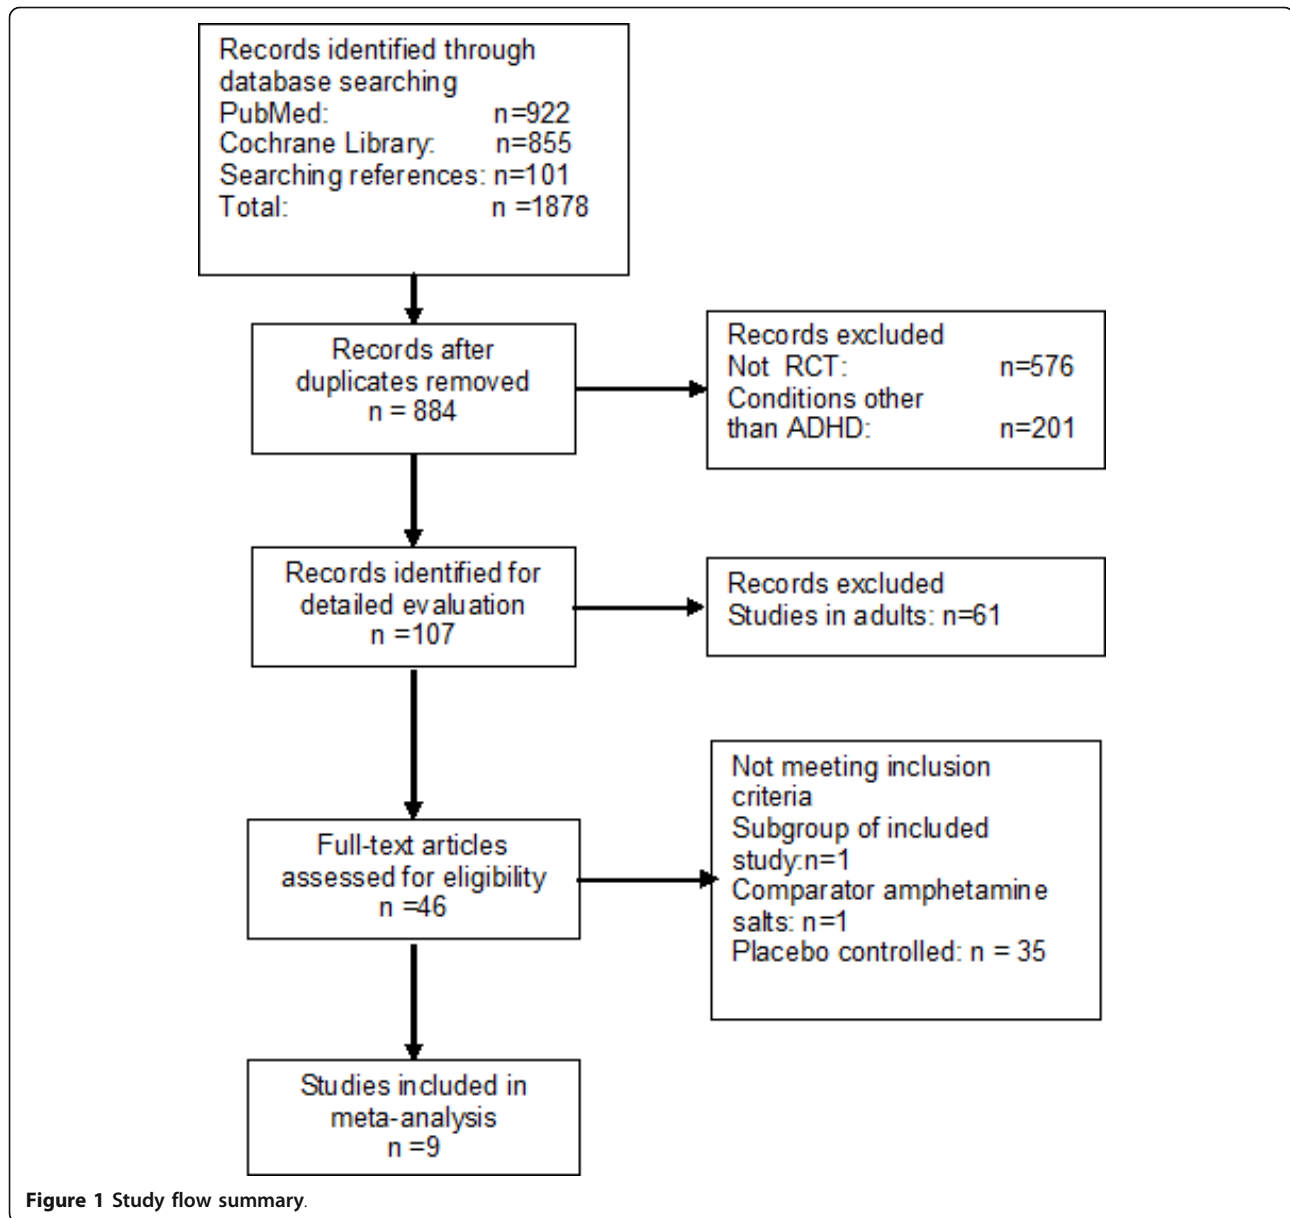 Records identified through
database searching
PubMed: n=922
Cochrane Library: n=855
Searching references: n=101
Total: n =1878
Records after
duplicates removed
n = 884
Records excluded
Not RCT: n=576
Conditions other
than ADHD: n=201
Records identified for
detailed evaluation
n =107
Records excluded
Studies in adults: n=61
Full-text articles
assessed for eligibility
n =46
Not meeting inclusion
criteria
Subgroup of included
study:n=1
Comparator amphetamine
salts: n=1
Placebo controlled: n = 35
Studies included in
meta-analysis
n =9
Figure 1 Study flow summary.